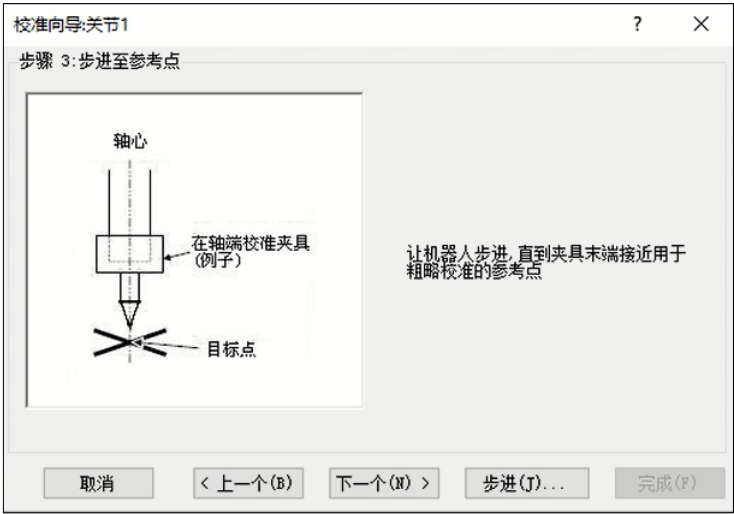 校准向导:关节1
?
步骤 3:步进至参考点
轴心
在轴端校准夹具
(例子)
目标点
让机器人步进,直到夹具末端接近用于
粗略校准的参考点
取消
< 上一个(B)
下一个(N) >
步进(J)...
完成(F)